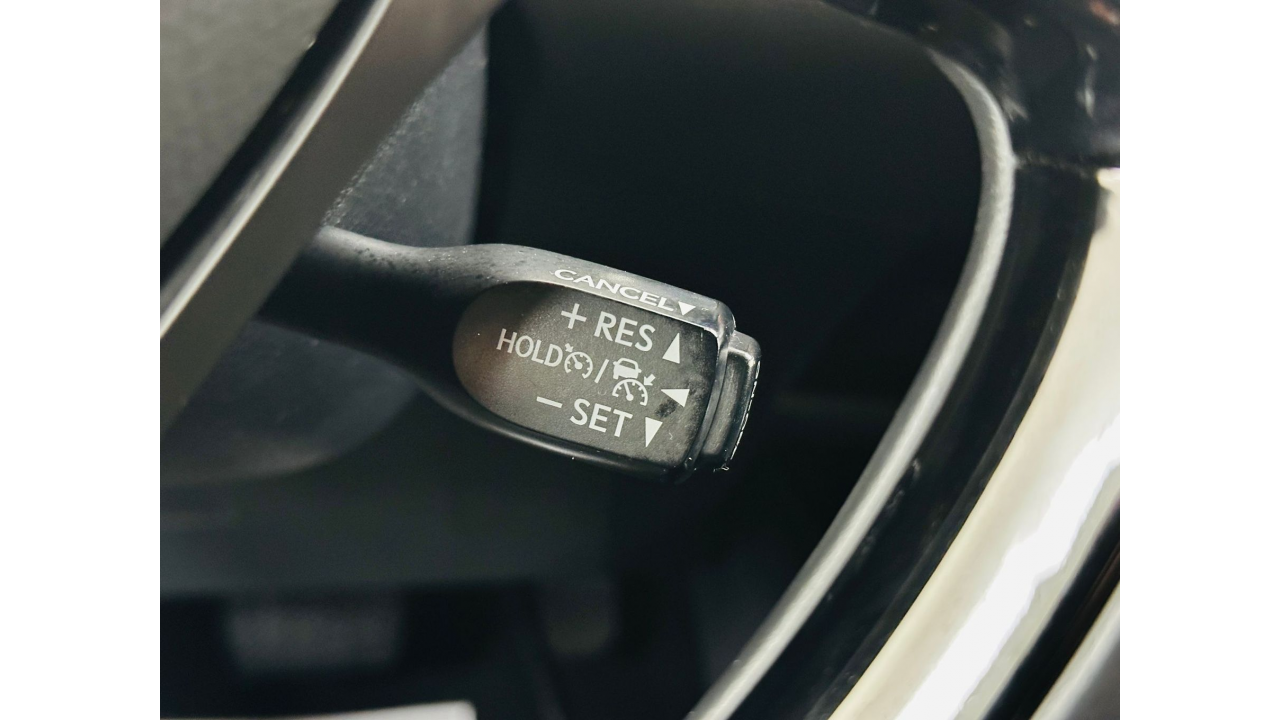 CANCEL▼
+ RES ▲
HOLD / ◀
− SET ▼